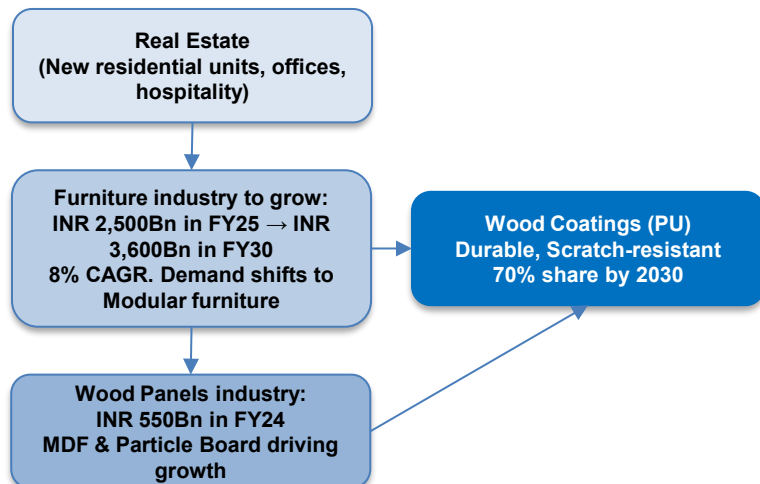 Real Estate
(New residential units, offices,
hospitality)
Furniture industry to grow:
INR 2,500Bn in FY25 → INR
3,600Bn in FY30
8% CAGR. Demand shifts to
Modular furniture
Wood Coatings (PU)
Durable, Scratch-resistant
70% share by 2030
Wood Panels industry:
INR 550Bn in FY24
MDF & Particle Board driving
growth